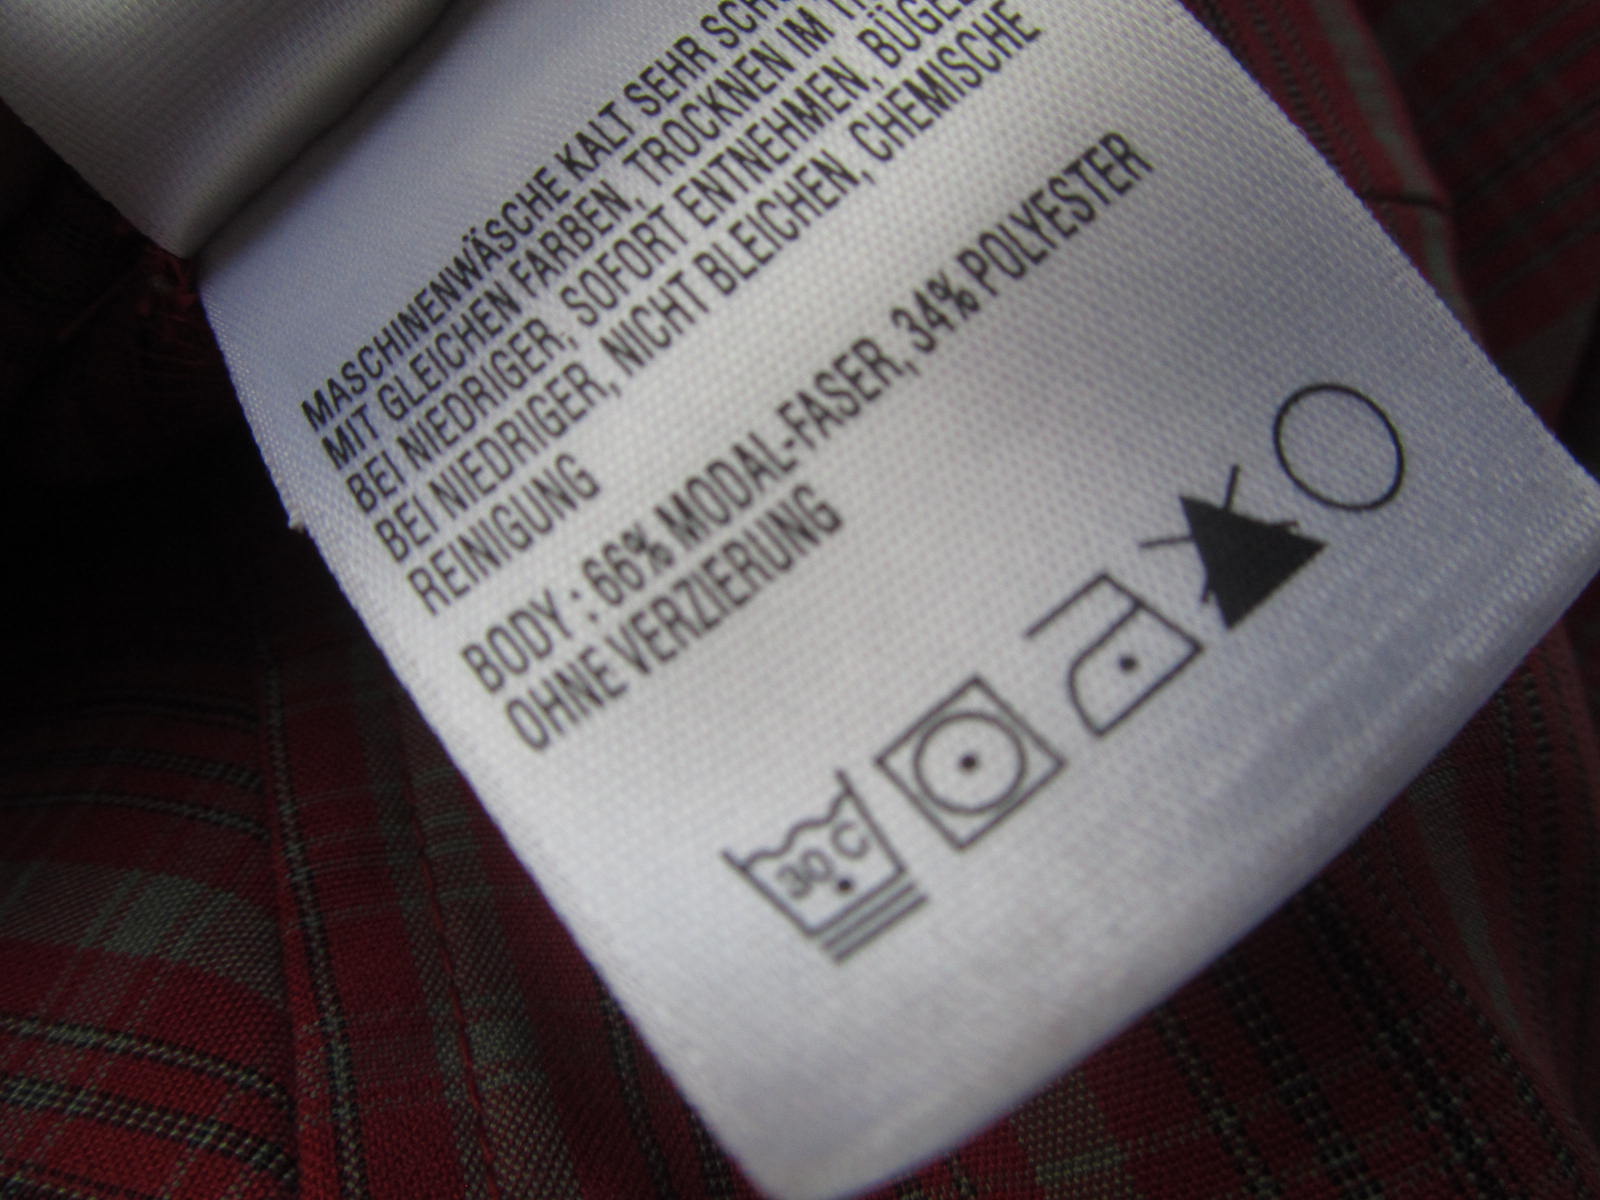 MASCHINENWÄSCHE KALT SEHR
MIT GLEICHEN FARBEN, TROCKNEN IM
BEI NIEDRIGER, SOFORT ENTNEHMEN,
BEI NIEDRIGER, NICHT BLEICHEN, CHEMISCHE
REINIGUNG
BODY : 66% MODAL-FASER, 34% POLYESTER
OHNE VERZIERUNG
30 C